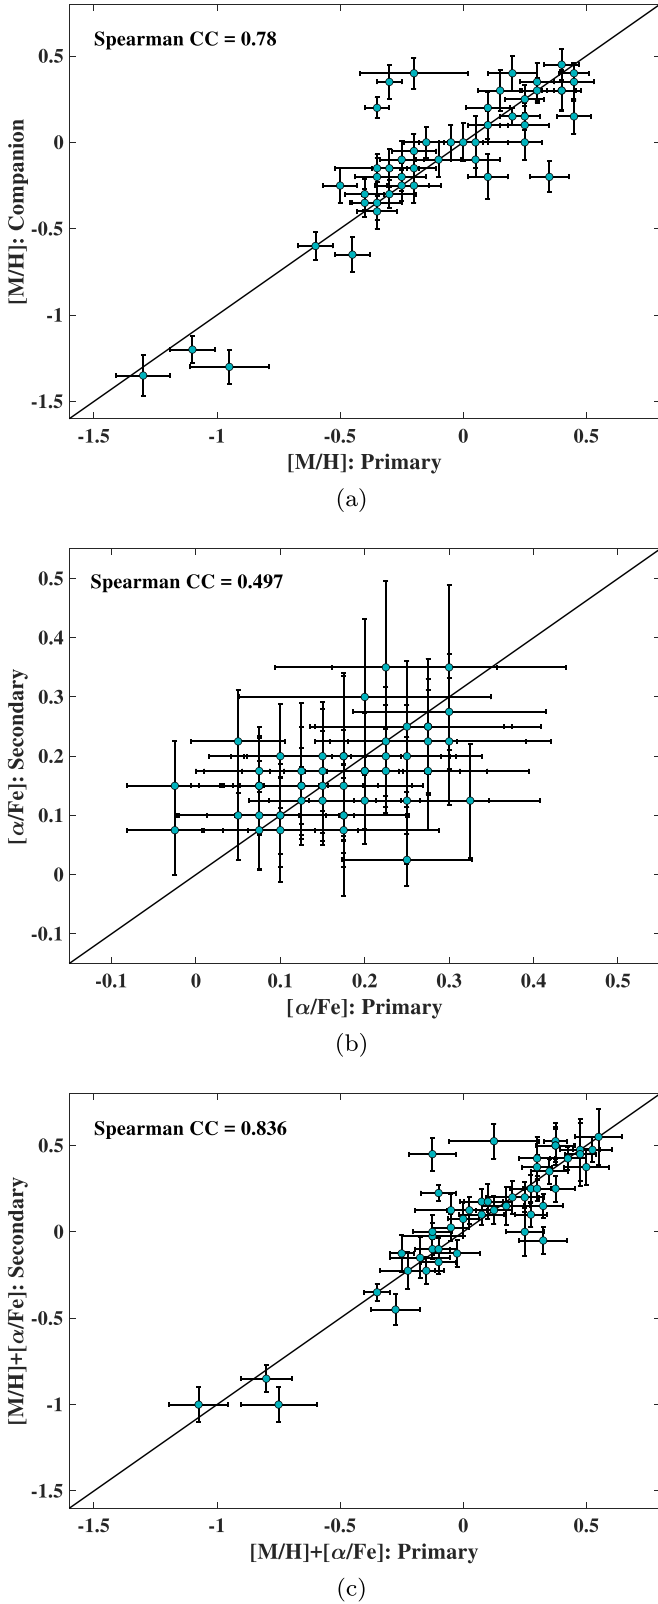 Spearman CC = 0.78
0.5
0
-0.5
-1
-1.5
[M/H]: Companion
-1.5 -1 -0.5 0 0.5
[M/H]: Primary
(a)
Spearman CC = 0.497
0.5
0.4
0.3
0.2
0.1
0
-0.1
[α/Fe]: Secondary
-0.1 0 0.1 0.2 0.3 0.4 0.5
[α/Fe]: Primary
(b)
Spearman CC = 0.836
0.5
0
-0.5
-1
-1.5
[M/H]+[α/Fe]: Secondary
-1.5 -1 -0.5 0 0.5
[M/H]+[α/Fe]: Primary
(c)